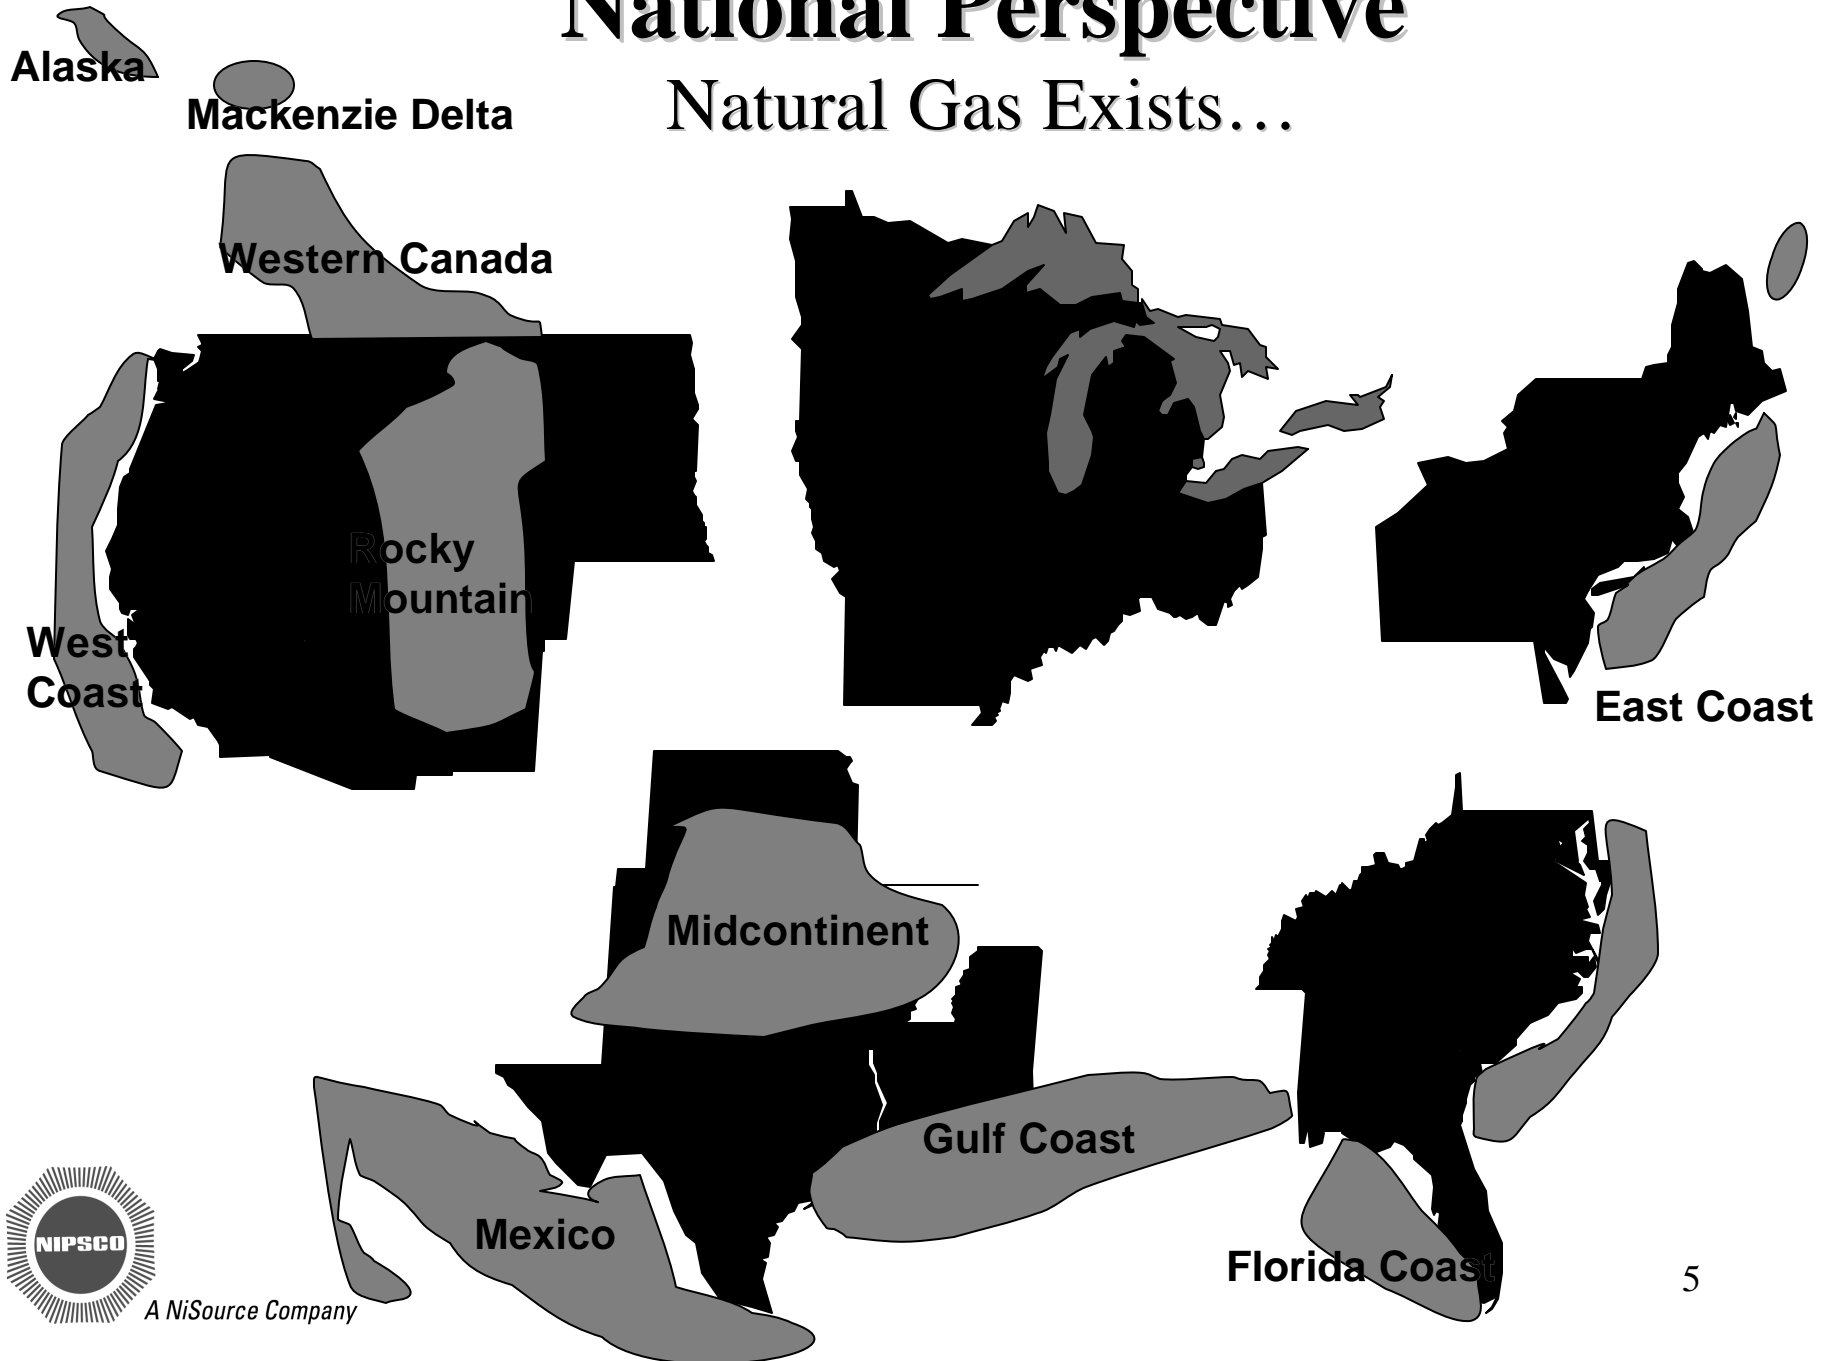 National Perspective
Natural Gas Exists…
Alaska
Mackenzie Delta
Western Canada
Rocky
Mountain
West
Coast
East Coast
Midcontinent
Gulf Coast
Mexico
Florida Coast
NIPSCO
A NiSource Company
5